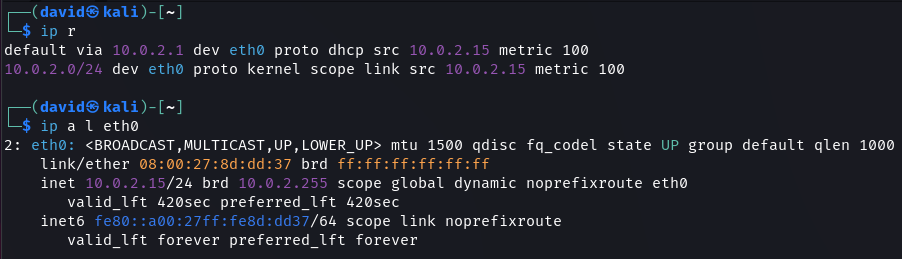 ┌──(david㉿kali)-[~]
└─$ ip r
default via 10.0.2.1 dev eth0 proto dhcp src 10.0.2.15 metric 100
10.0.2.0/24 dev eth0 proto kernel scope link src 10.0.2.15 metric 100
┌──(david㉿kali)-[~]
└─$ ip a l eth0
2: eth0: <BROADCAST,MULTICAST,UP,LOWER_UP> mtu 1500 qdisc fq_codel state UP group default qlen 1000
    link/ether 08:00:27:8d:dd:37 brd ff:ff:ff:ff:ff:ff
    inet 10.0.2.15/24 brd 10.0.2.255 scope global dynamic noprefixroute eth0
       valid_lft 420sec preferred_lft 420sec
    inet6 fe80::a00:27ff:fe8d:dd37/64 scope link noprefixroute
       valid_lft forever preferred_lft forever